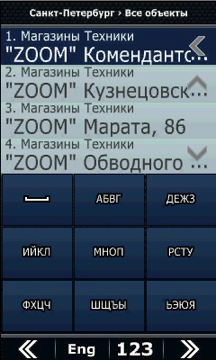 Санкт-Петербург › Все объекты
1. Магазины Техники
"ZOOM" Комендантс...
2. Магазины Техники
"ZOOM" Кузнецовск...
3. Магазины Техники
"ZOOM" Марата, 86
4. Магазины Техники
"ZOOM" Обводного ...
АБВГ ДЕЖЗ
ИЙКЛ МНОП РСТУ
ФХЦЧ ШЩЪЫ ЬЭЮЯ
Eng 123